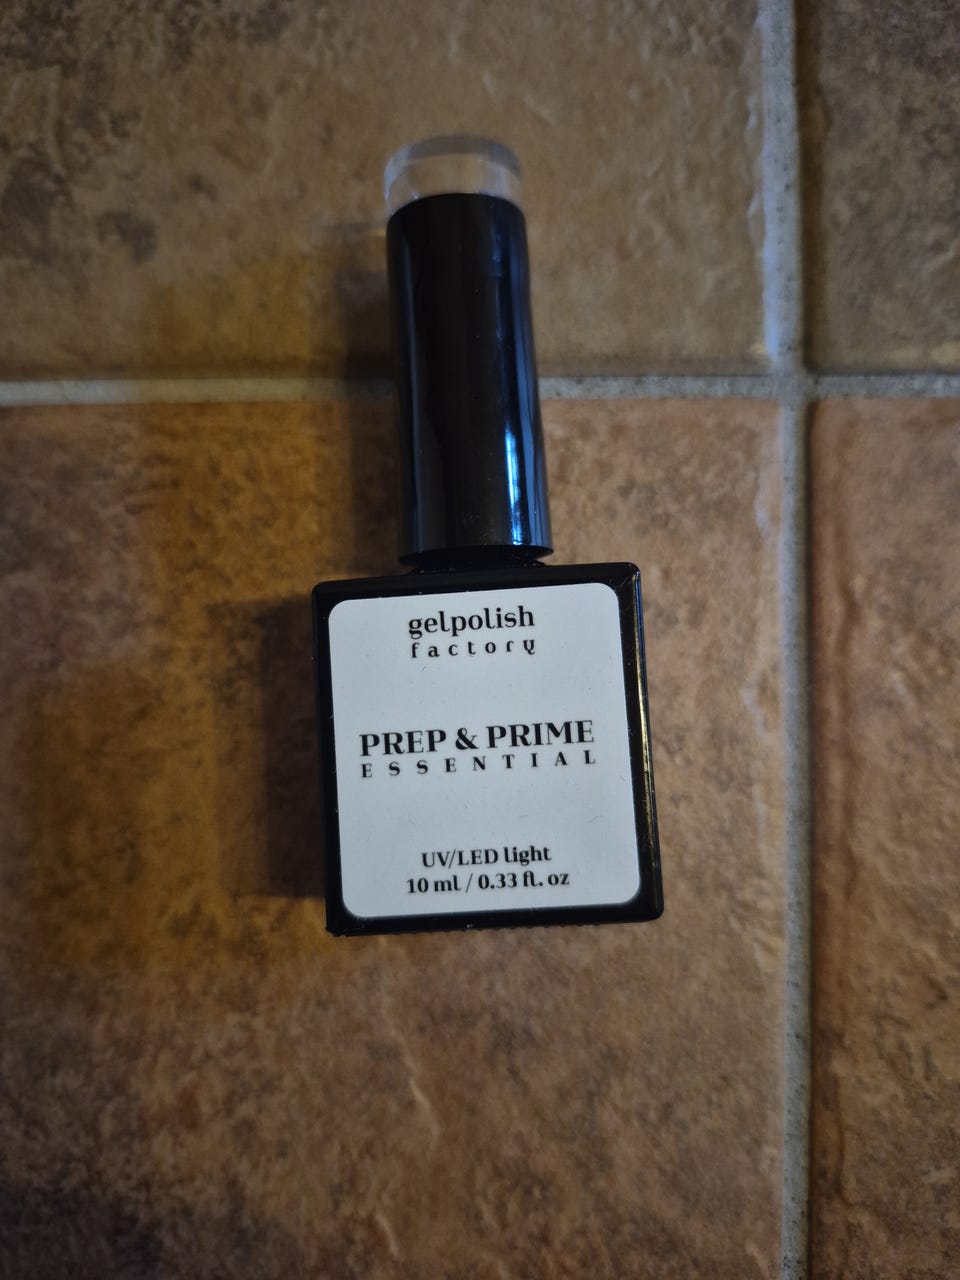 gelpolish
factory
PREP & PRIME
ESSENTIAL
UV/LED light
10 ml / 0.33 fl. oz